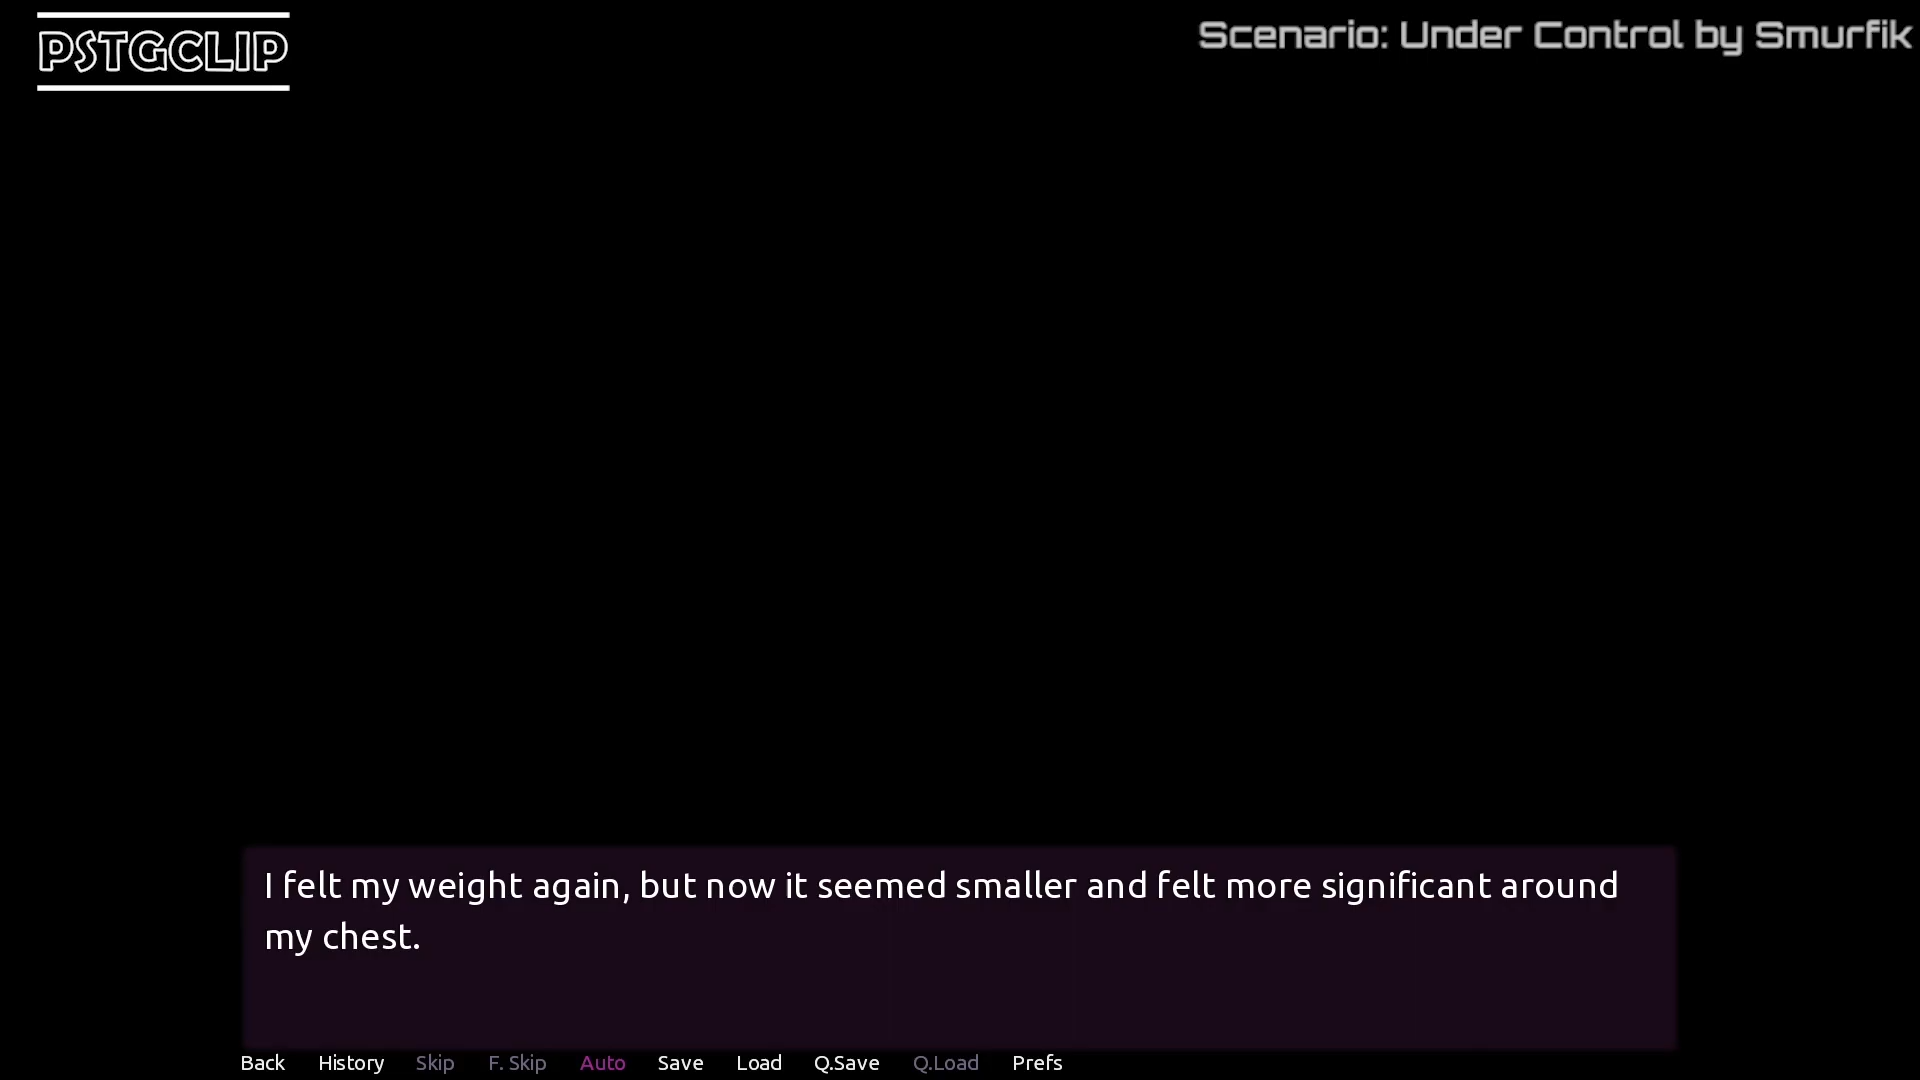 PSTGCLIP
Scenario: Under Control by Smurfik
I felt my weight again, but now it seemed smaller and felt more significant around
my chest.
Back History Skip F. Skip Auto Save Load Q.Save Q.Load Prefs